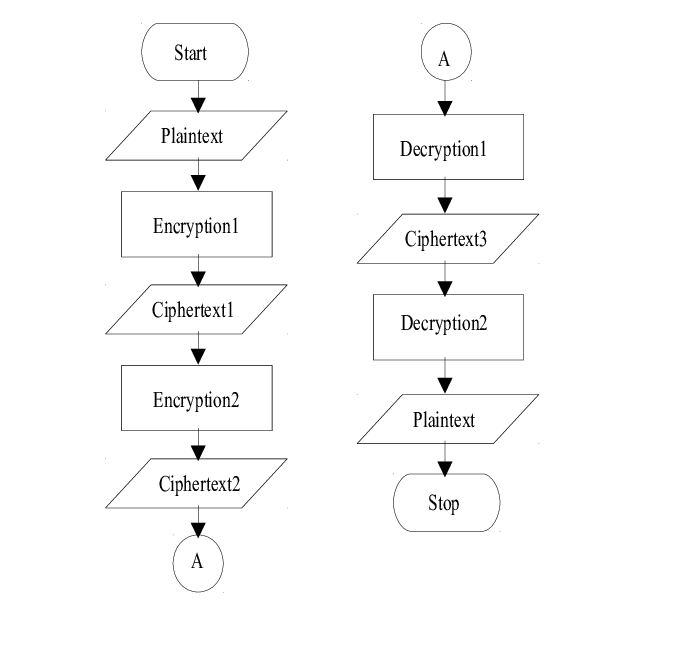 Start
Plaintext
Encryption1
Ciphertext1
Encryption2
Ciphertext2
A
A
Decryption1
Ciphertext3
Decryption2
Plaintext
Stop